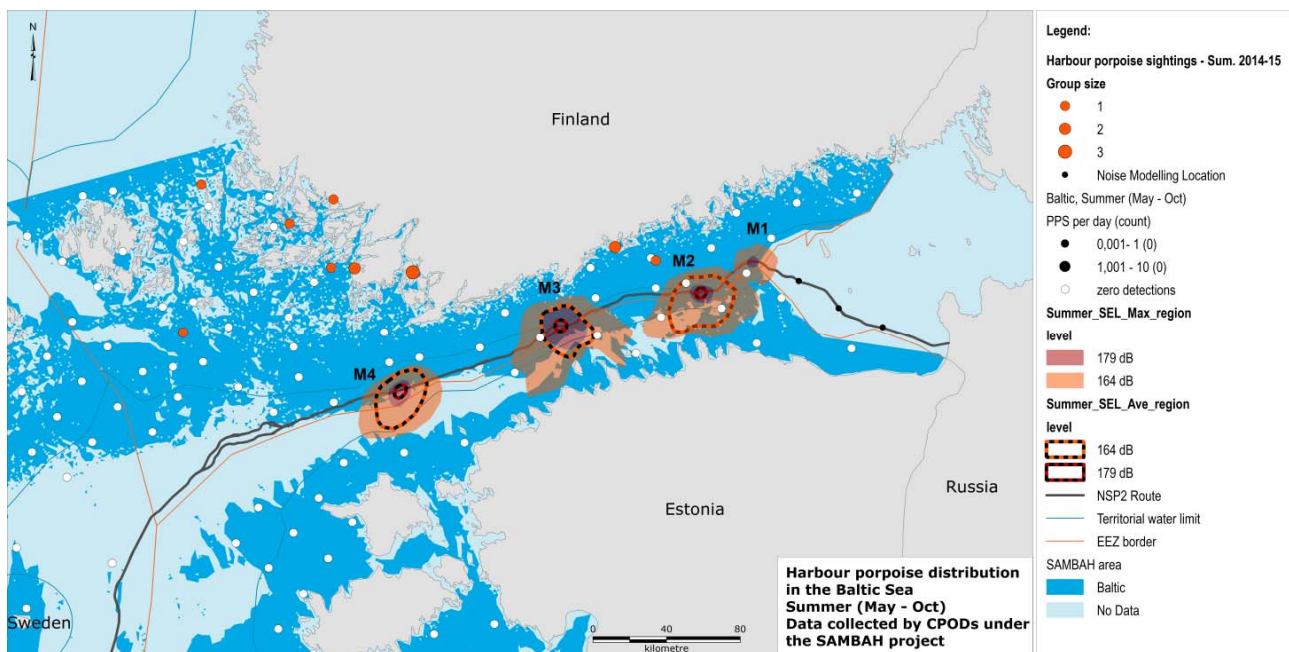 N
Finland
M1
M2
M3
M4
Estonia
Russia
Sweden
Harbour porpoise distribution
in the Baltic Sea
Summer (May - Oct)
Data collected by CPODs under
the SAMBAH project
0 40 80
kilometre
Legend:
Harbour porpoise sightings - Sum. 2014-15
Group size
1
2
3
Noise Modelling Location
Baltic, Summer (May - Oct)
PPS per day (count)
0,001- 1 (0)
1,001 - 10 (0)
zero detections
Summer_SEL_Max_region
level
179 dB
164 dB
Summer_SEL_Ave_region
level
164 dB
179 dB
NSP2 Route
Territorial water limit
EEZ border
SAMBAH area
Baltic
No Data